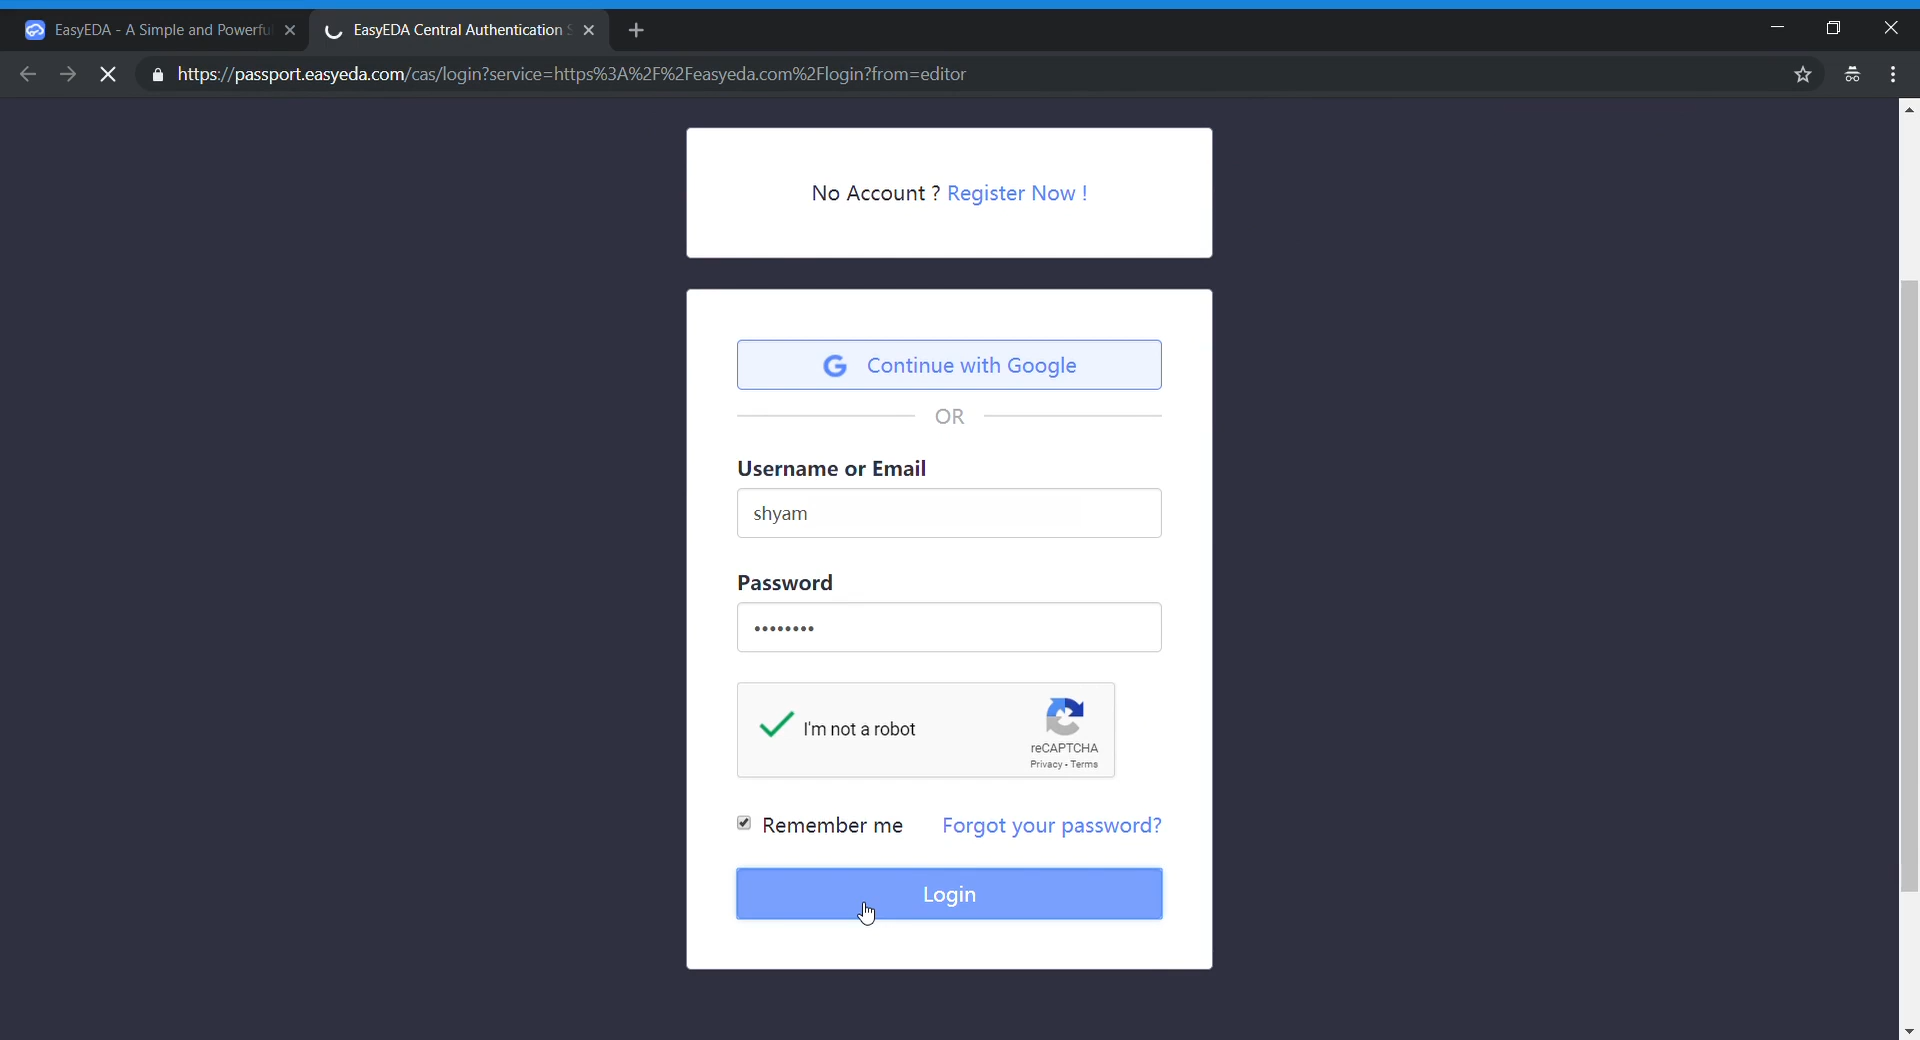 EasyEDA - A Simple and Powerfu
EasyEDA Central Authentication S
https://passport.easyeda.com/cas/login?service=https%3A%2F%2Feasyeda.com%2Flogin?from=editor
No Account ? Register Now !
Continue with Google
OR
Username or Email
shyam
Password
••••••••
I'm not a robot
reCAPTCHA
Privacy - Terms
Remember me Forgot your password?
Login